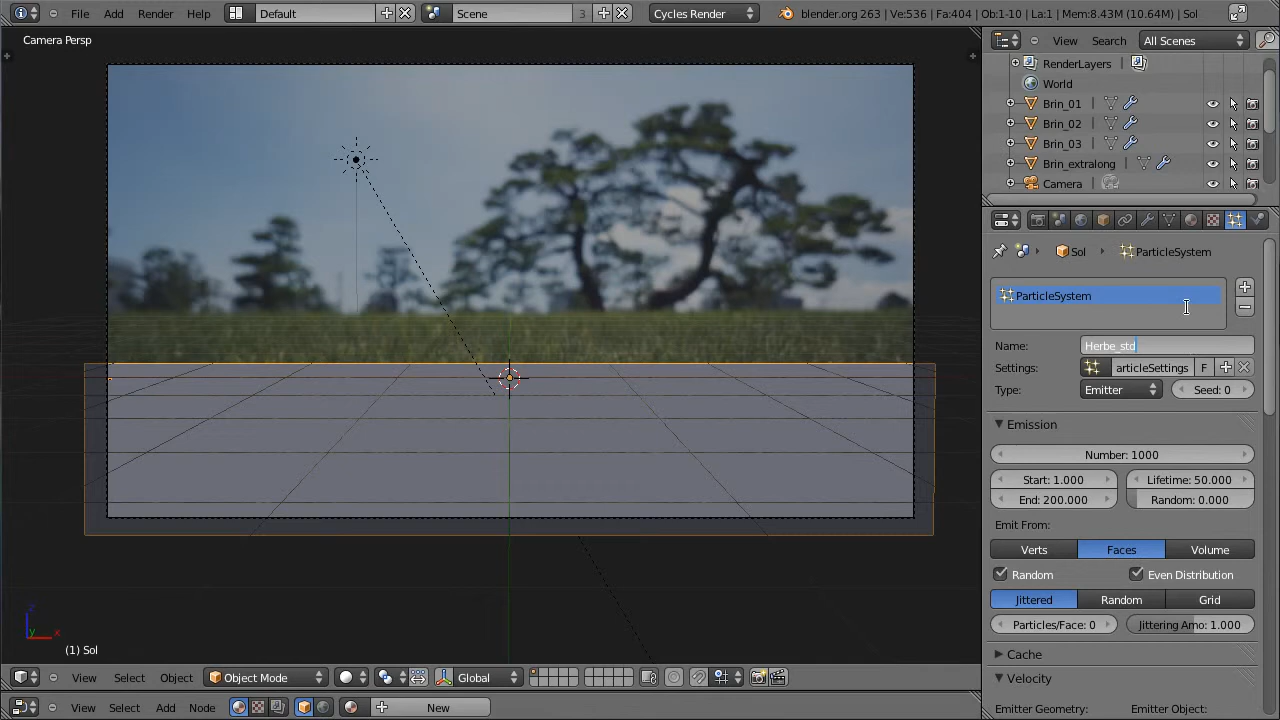 File Add Render Help Default Scene 3 Cycles Render blender.org 263 | Ve:536 | Fa:404 | Ob:1-10 | La:1 | Mem:8.43M (10.64M) | Sol
Camera Persp
(1) Sol
View Select Object Object Mode Global
View Select Add Node New
View Search All Scenes
RenderLayers
World
Brin_01
Brin_02
Brin_03
Brin_extralong
Camera
Sol ParticleSystem
ParticleSystem
Name: Herbe_std
Settings: articleSettings F
Type: Emitter Seed: 0
Emission
Number: 1000
Start: 1.000 Lifetime: 50.000
End: 200.000 Random: 0.000
Emit From:
Verts Faces Volume
Random Even Distribution
Jittered Random Grid
Particles/Face: 0 Jittering Amo: 1.000
Cache
Velocity
Emitter Geometry: Emitter Object:
z
y x